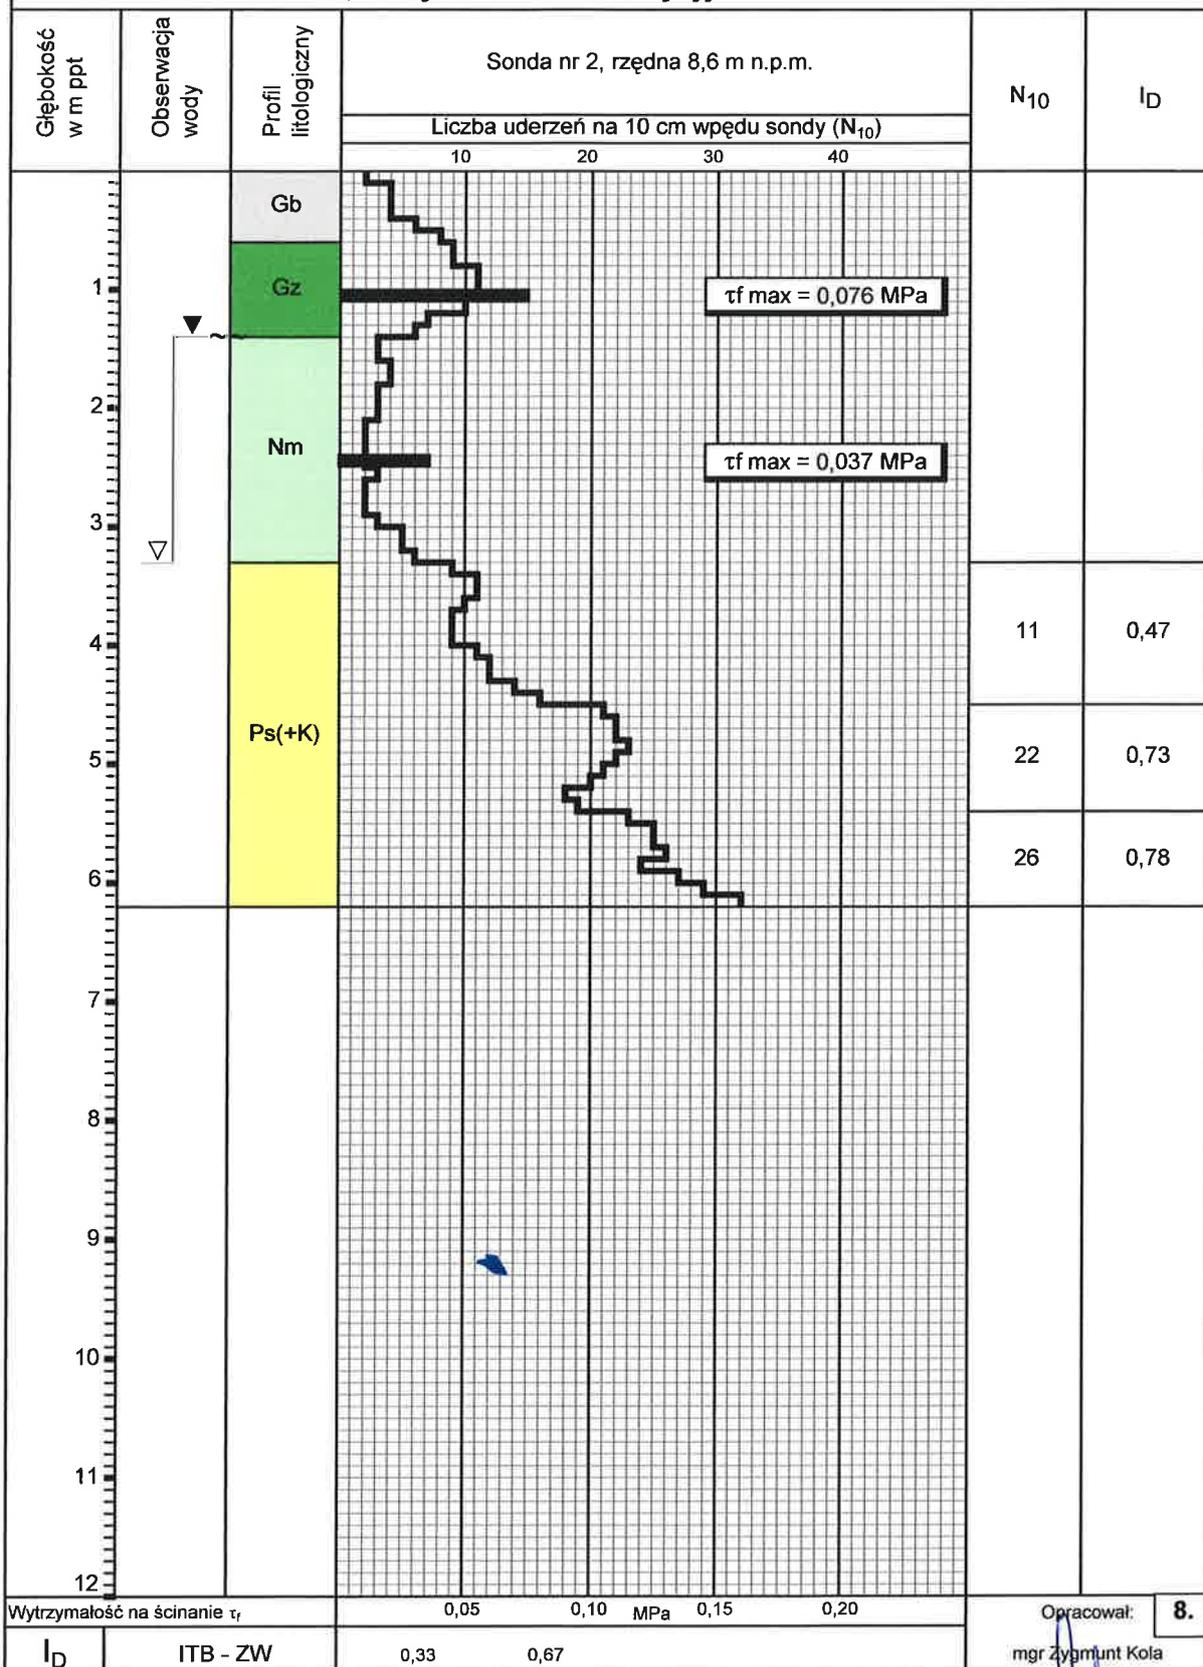 Głębokość
w m ppt
Obserwacja
wody
Profil
litologiczny
Sonda nr 2, rzędna 8,6 m n.p.m.
Liczba uderzeń na 10 cm wpędu sondy (N10)
10 20 30 40
N10
ID
Gb
1
Gz
τf max = 0,076 MPa
~
2
Nm
τf max = 0,037 MPa
3
4
11 0,47
Ps(+K)
5
22 0,73
6
26 0,78
7
8
9
10
11
12
Wytrzymałość na ścinanie τf
0,05 0,10 MPa 0,15 0,20
Opracował:
8.
ID
ITB - ZW
0,33 0,67
mgr Zygmunt Kola